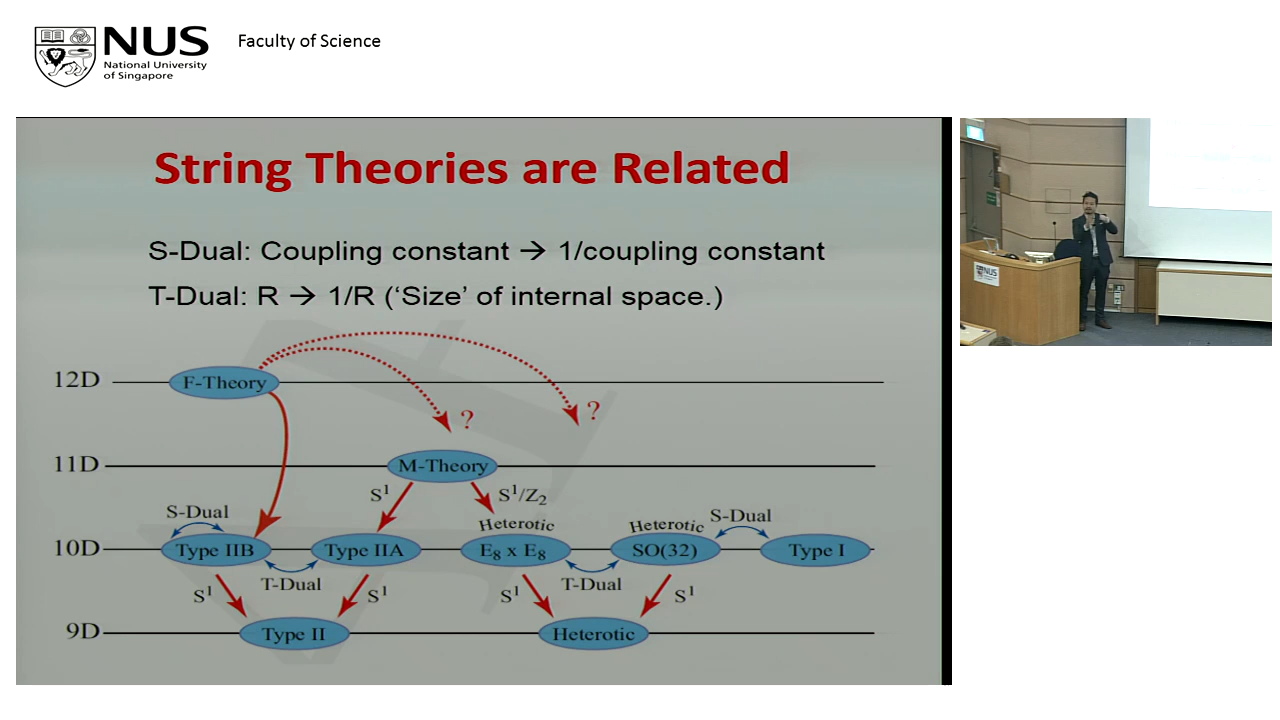 NUS
National University
of Singapore
Faculty of Science
String Theories are Related
S-Dual: Coupling constant → 1/coupling constant
T-Dual: R → 1/R (‘Size’ of internal space.)
12D
F-Theory
?
?
11D
M-Theory
S¹
S¹/Z₂
S-Dual
Heterotic
Heterotic
S-Dual
10D
Type IIB
Type IIA
E₈ x E₈
SO(32)
Type I
T-Dual
T-Dual
S¹
S¹
S¹
S¹
9D
Type II
Heterotic
NUS